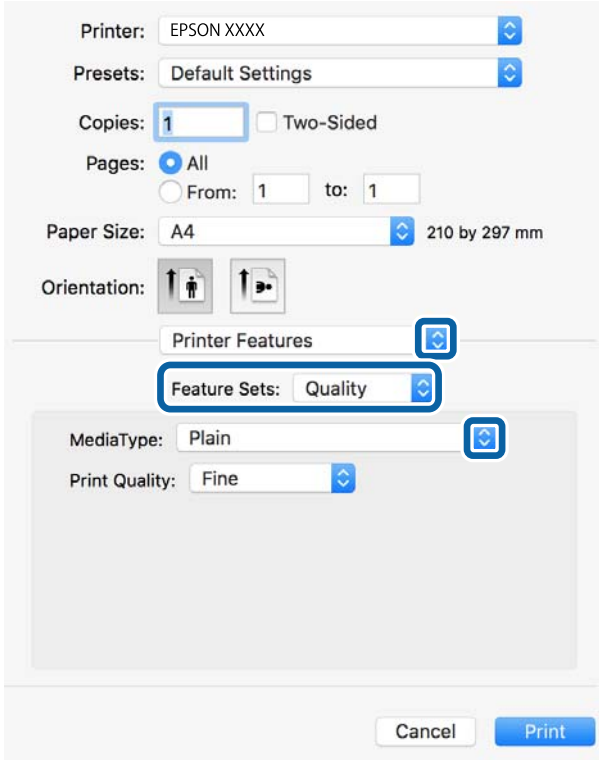 Printer: EPSON XXXX
Presets: Default Settings
Copies: 1 Two-Sided
Pages: All
From: 1 to: 1
Paper Size: A4 210 by 297 mm
Orientation:
Printer Features
Feature Sets: Quality
MediaType: Plain
Print Quality: Fine
Cancel Print